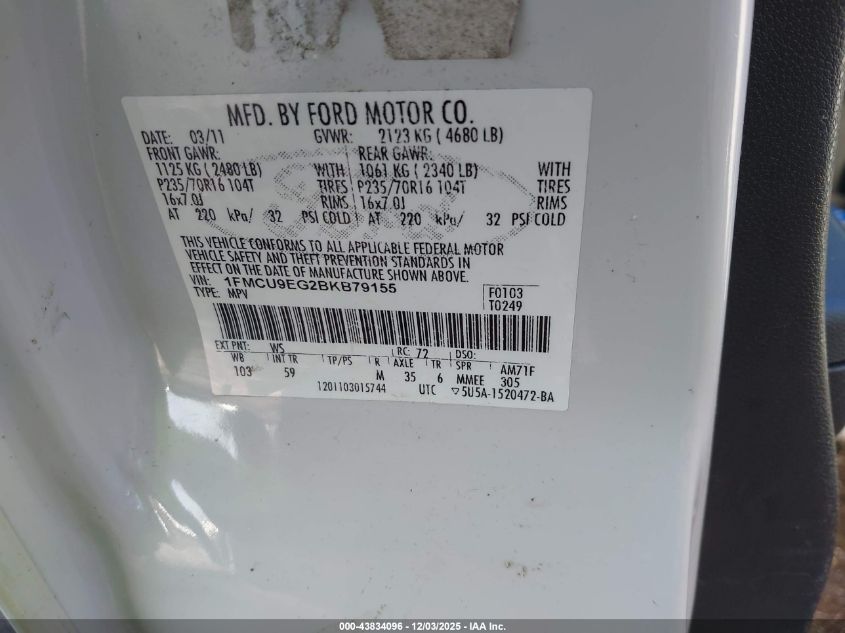 MFD. BY FORD MOTOR CO.
DATE: 03/11 GVWR: 2123 KG ( 4680 LB)
FRONT GAWR: REAR GAWR:
1125 KG ( 2480 LB) WITH 1061 KG ( 2340 LB) WITH
P235/70R16 104T TIRES P235/70R16 104T TIRES
16x7.0J RIMS 16x7.0J RIMS
AT 220 kPa/ 32 PSI COLD AT 220 kPa/ 32 PSI COLD
THIS VEHICLE CONFORMS TO ALL APPLICABLE FEDERAL MOTOR
VEHICLE SAFETY AND THEFT PREVENTION STANDARDS IN
EFFECT ON THE DATE OF MANUFACTURE SHOWN ABOVE.
VIN: 1FMCU9EG2BKB79155 F0103
TYPE: MPV T0249
EXT PNT: WS RC: 72 DSO:
WB INT TR TP/PS R AXLE TR SPR AM71F
103 59 M 35 6 MMEE 305
1201103015744 UTC ▽5U5A-1520472-BA
000-43834096 - 12/03/2025 - IAA Inc.